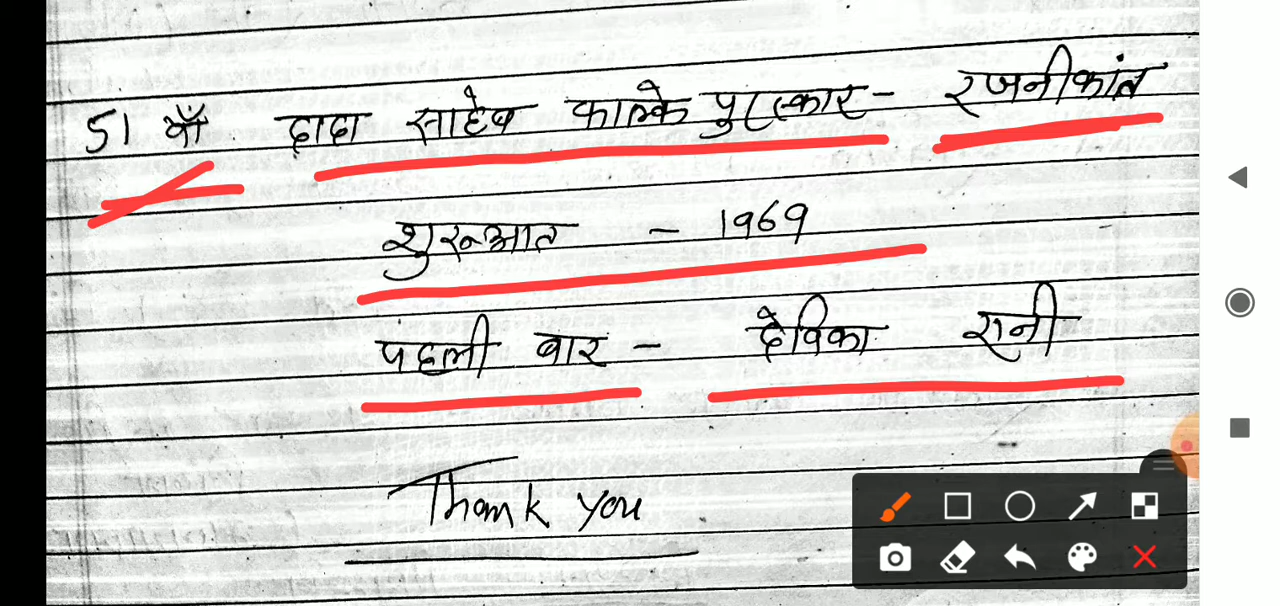 51 वाँ दादा साहेब फाल्के पुरस्कार - रजनीकांत
शुरुआत - 1969
पहली बार - देविका रानी
Thank you